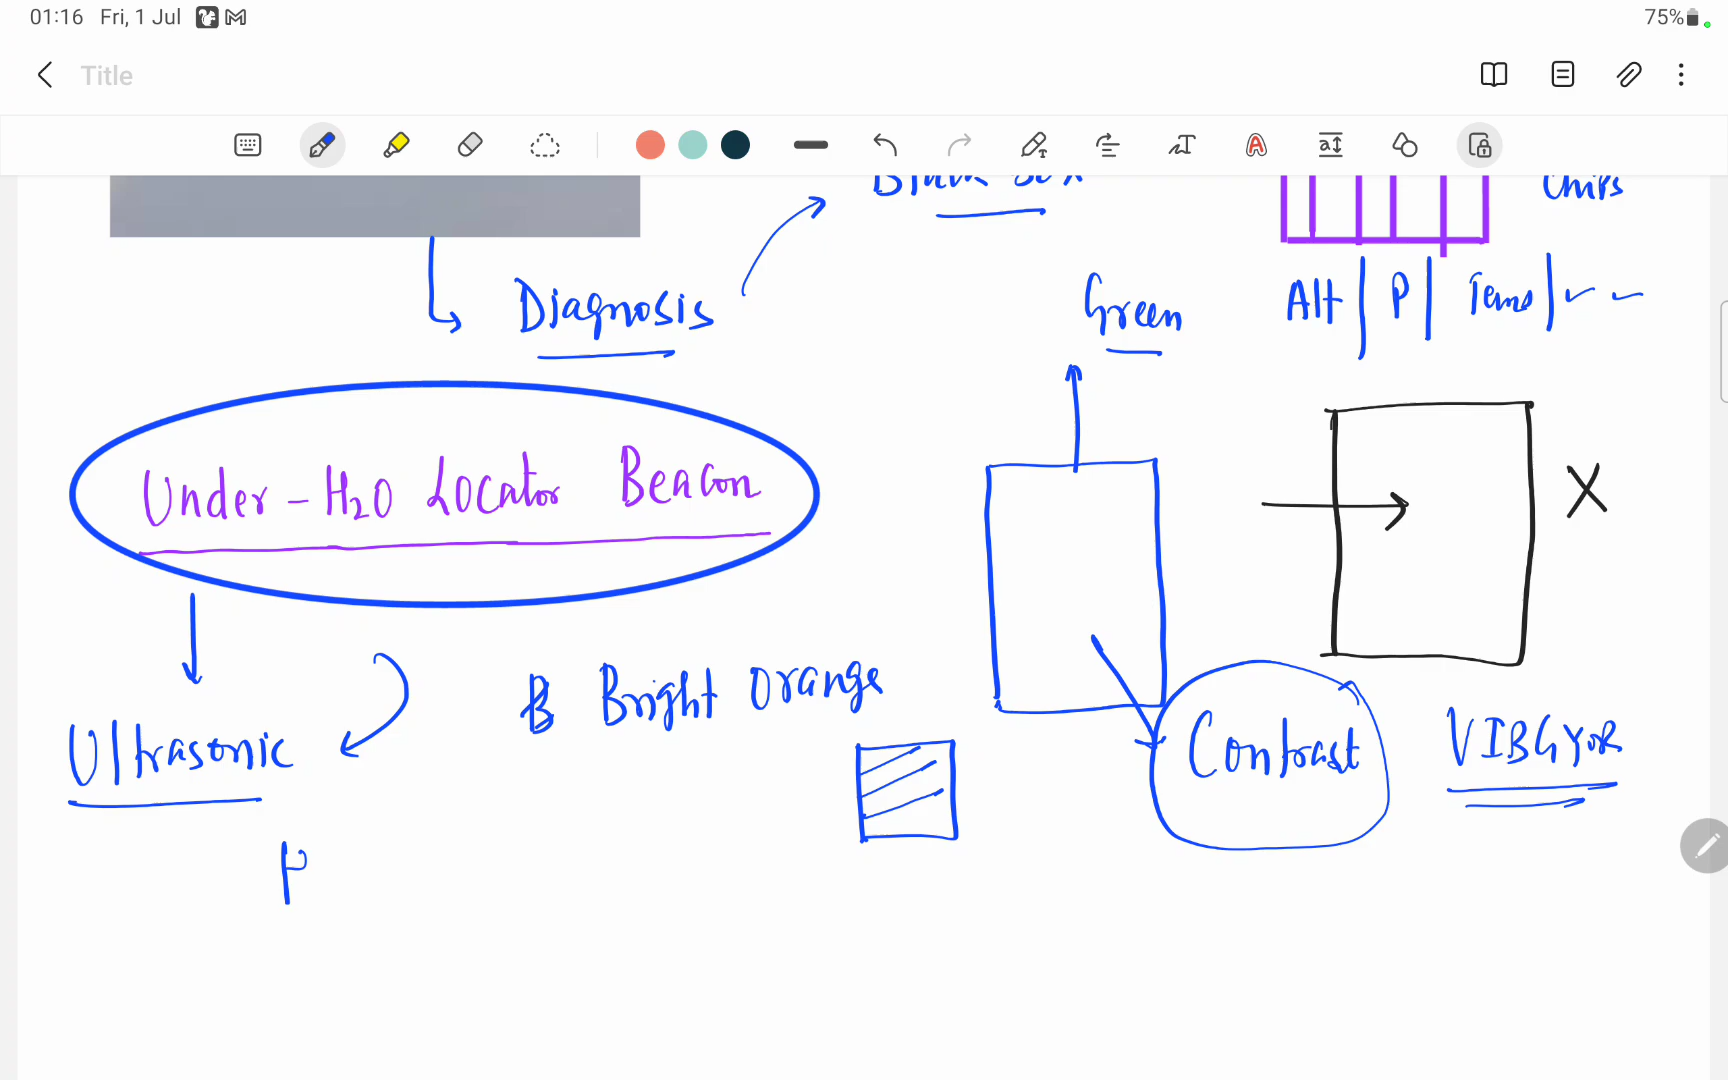 01:16 Fri, 1 Jul
75%
Title
Chips
Diagnosis
Green
Alt | P | Temp |
Under-H2O Locator Beacon
X
Ultrasonic
B Bright Orange
Contrast
VIBGYOR